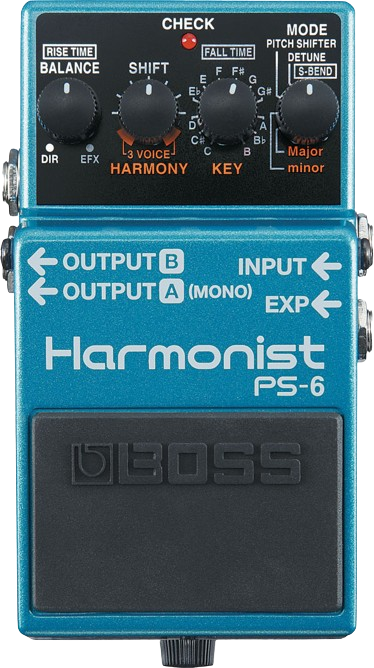 CHECK
RISE TIME
BALANCE
DIR
EFX
SHIFT
3 VOICE
HARMONY
FALL TIME
C C# D E♭ E F F# G G# A B♭ B
KEY
MODE
PITCH SHIFTER
DETUNE
S-BEND
Major
minor
OUTPUT B
OUTPUT A (MONO)
INPUT
EXP
Harmonist
PS-6
BOSS